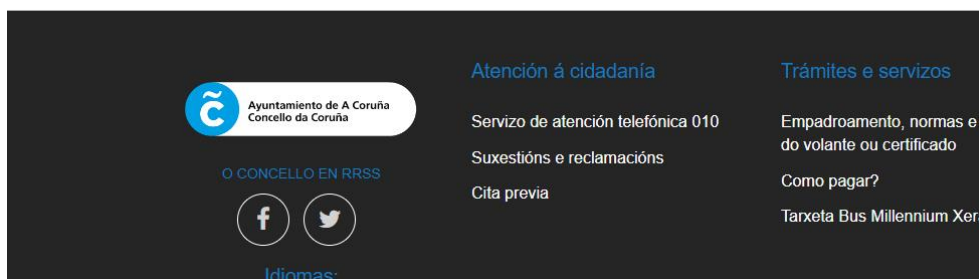 Ayuntamiento de A Coruña
Concello da Coruña
O CONCELLO EN RRSS
Idiomas:
Atención á cidadanía
Servizo de atención telefónica 010
Suxestións e reclamacións
Cita previa
Trámites e servizos
Empadroamento, normas e
do volante ou certificado
Como pagar?
Tarxeta Bus Millennium